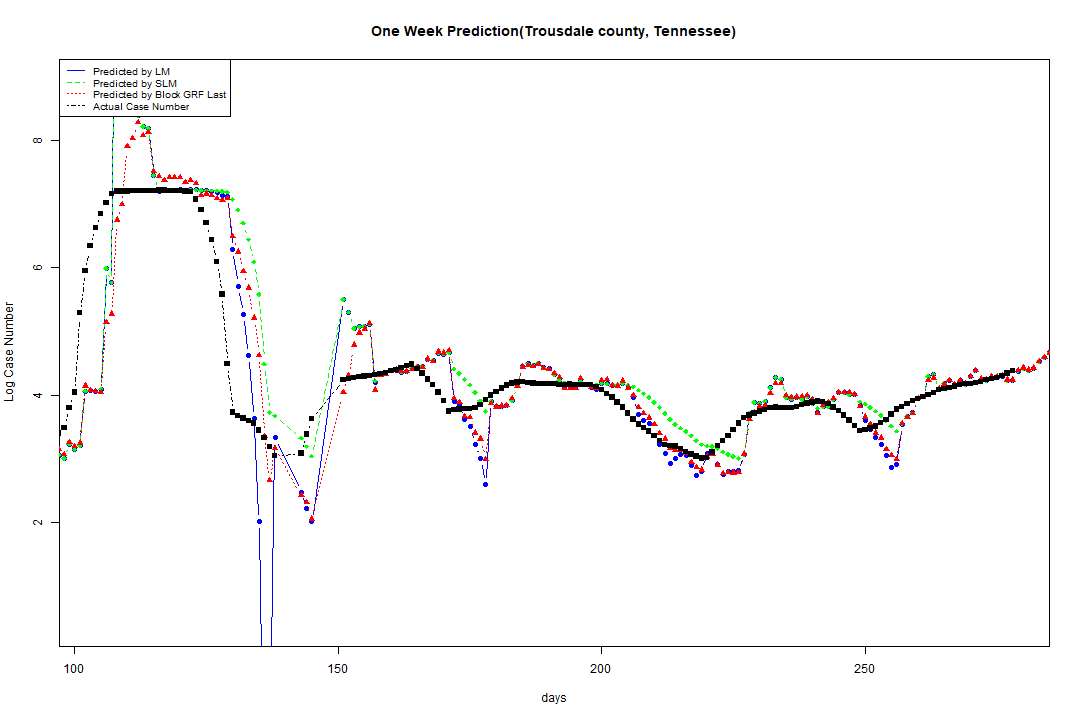 One Week Prediction(Trousdale county, Tennessee)
Predicted by LM
Predicted by SLM
Predicted by Block GRF Last
Actual Case Number
Log Case Number
8
6
4
2
100 150 200 250
days